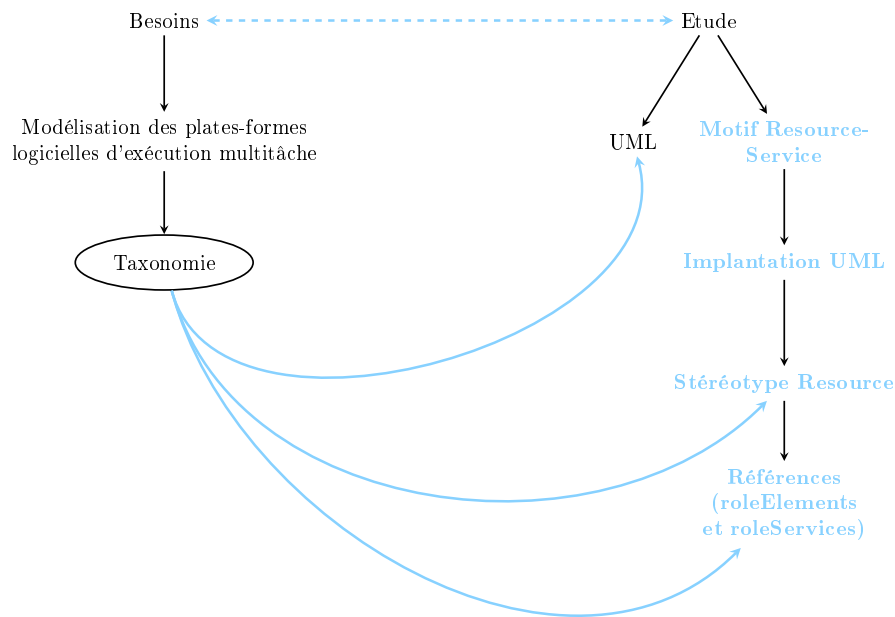 Besoins
Etude
Modélisation des plates-formes
logicielles d'exécution multitâche
UML
Motif Resource-
Service
Taxonomie
Implantation UML
Stéréotype Resource
Références
(roleElements
et roleServices)